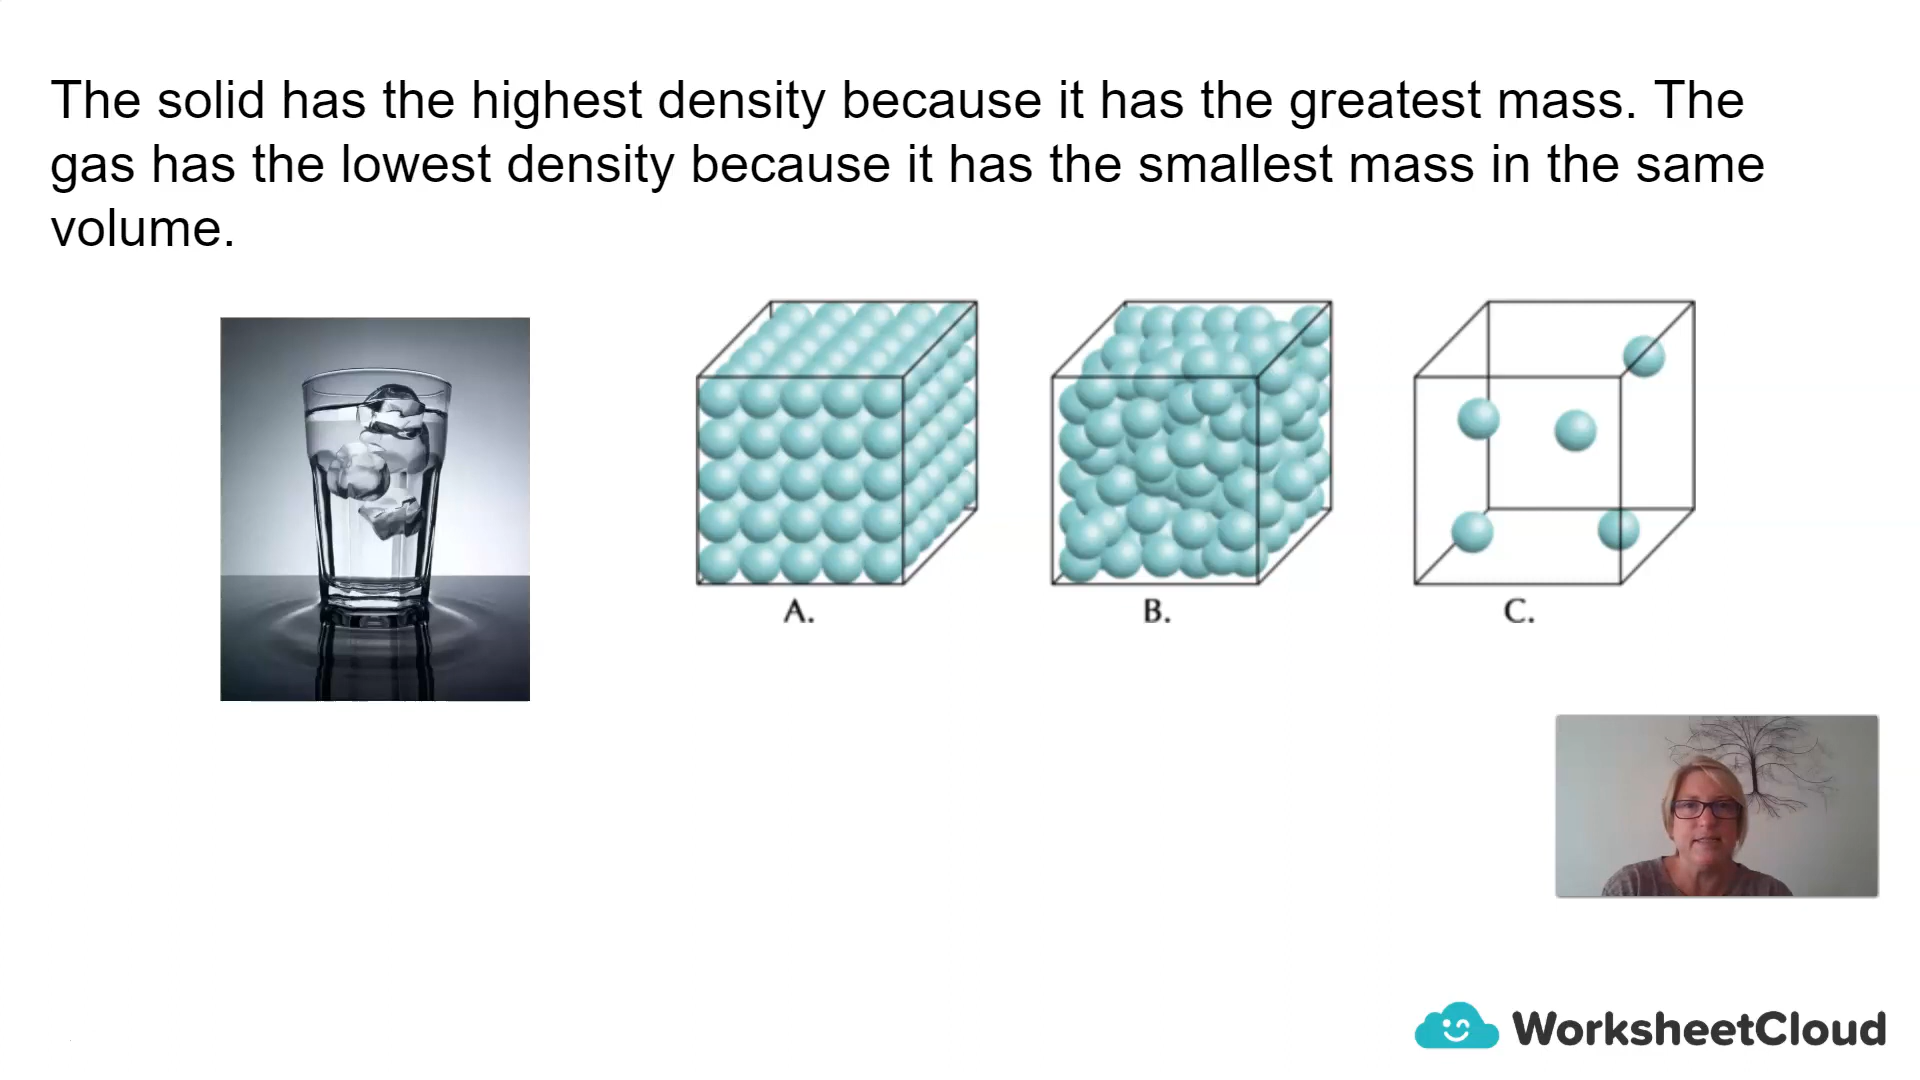 The solid has the highest density because it has the greatest mass. The
gas has the lowest density because it has the smallest mass in the same
volume.
A.
B.
C.
WorksheetCloud